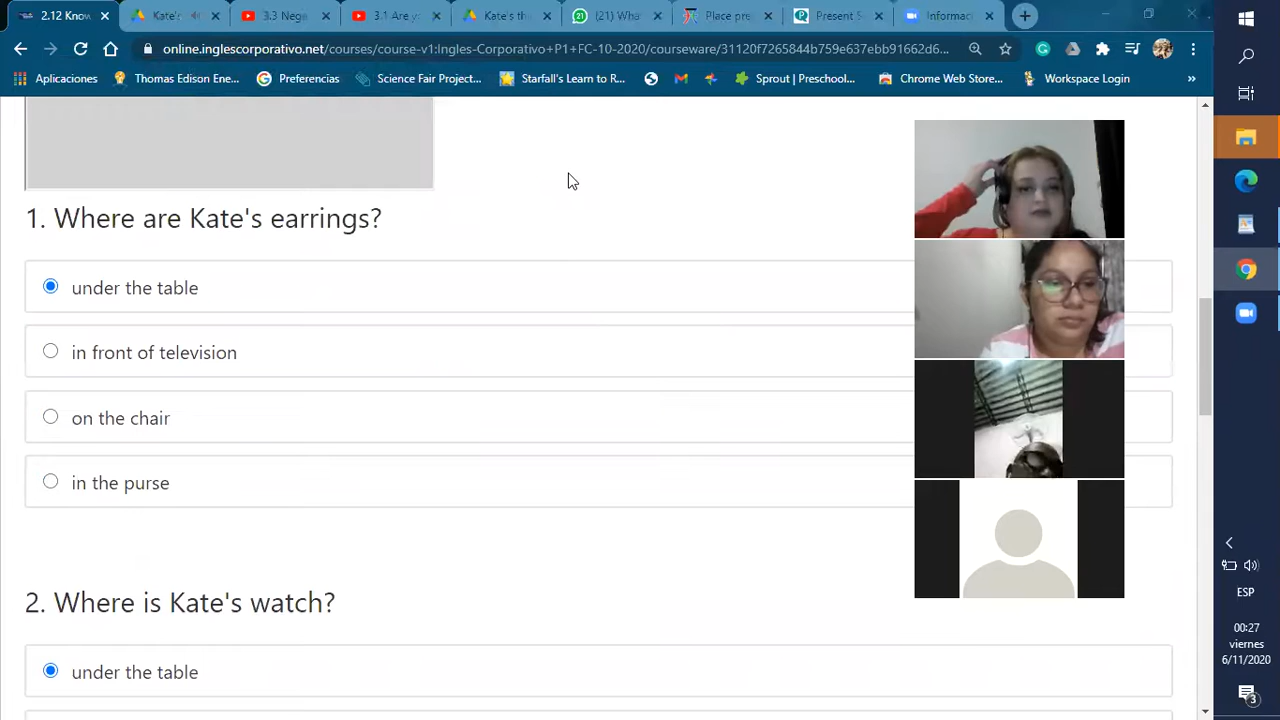 2.12 Know
Kate's
3.3 Nega
3.1 Are y
Kate's th
(21) Wha
Place pre
Present S
Informac
online.inglescorporativo.net/courses/course-v1:Ingles-Corporativo+P1+FC-10-2020/courseware/31120f7265844b759e637ebb91662d6...
Aplicaciones
Thomas Edison Ene...
Preferencias
Science Fair Project...
Starfall's Learn to R...
Sprout | Preschool...
Chrome Web Store...
Workspace Login
»
1. Where are Kate's earrings?
under the table
in front of television
on the chair
in the purse
2. Where is Kate's watch?
under the table
ESP
00:27
viernes
6/11/2020
3